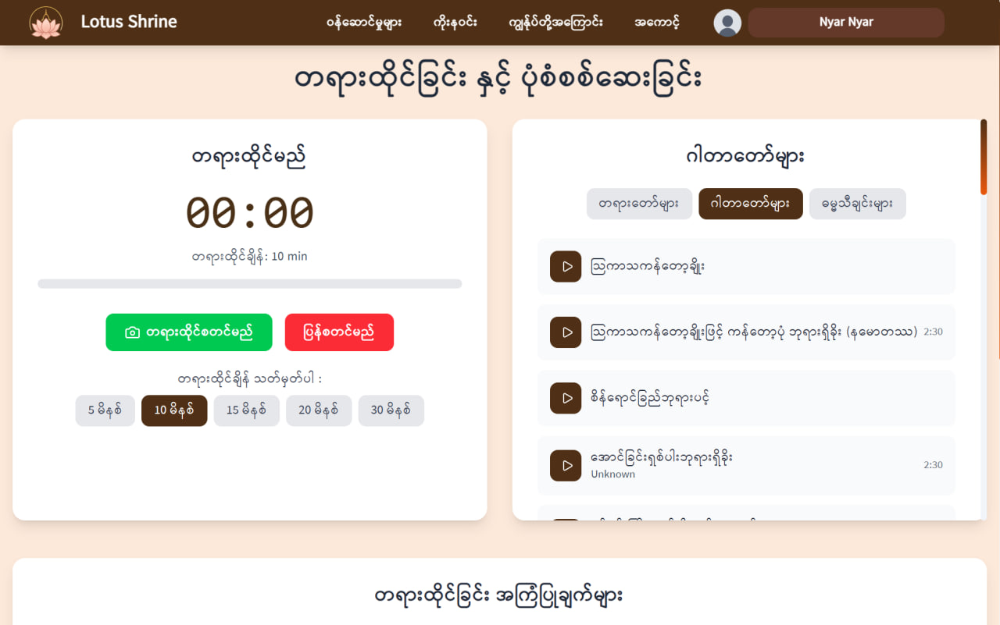 Lotus Shrine
ဝန်ဆောင်မှုများ ကိုးနဝင်း ကျွန်ုပ်တို့အကြောင်း အကောင့် Nyar Nyar
တရားထိုင်ခြင်း နှင့် ပုံစံစစ်ဆေးခြင်း
တရားထိုင်မည်
00:00
တရားထိုင်ချိန်: 10 min
တရားထိုင်စတင်မည် ပြန်စတင်မည်
တရားထိုင်ချိန် သတ်မှတ်ပါ :
5 မိနစ် 10 မိနစ် 15 မိနစ် 20 မိနစ် 30 မိနစ်
ဂါတာတော်များ
တရားတော်များ ဂါတာတော်များ ဓမ္မသီချင်းများ
ဩကာသကန်တော့ချိုး
ဩကာသကန်တော့ချိုးဖြင့် ကန်တော့ပုံ ဘုရားရှိခိုး (နမောတဿ) 2:30
စိန်ရောင်ခြည်ဘုရားပင့်
အောင်ခြင်းရှစ်ပါးဘုရားရှိခိုး
Unknown
2:30
တရားထိုင်ခြင်း အကြံပြုချက်များ